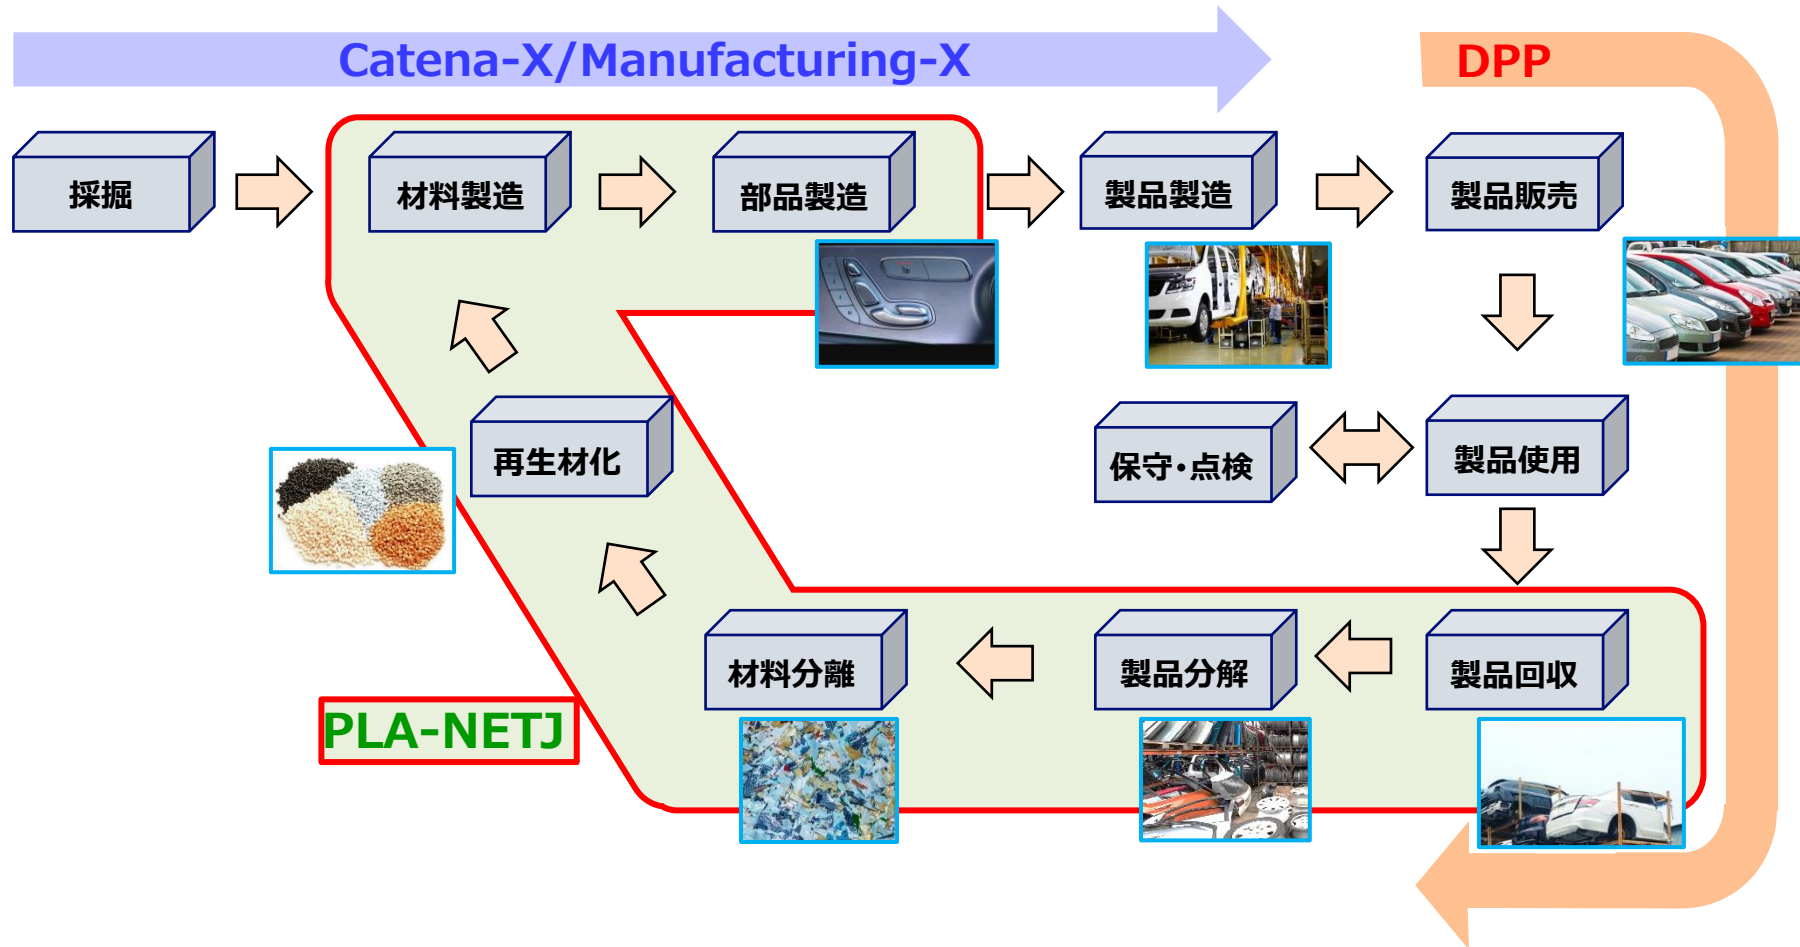 Catena-X/Manufacturing-X
DPP
採掘
材料製造
部品製造
製品製造
製品販売
再生材化
保守・点検
製品使用
材料分離
製品分解
製品回収
PLA-NETJ